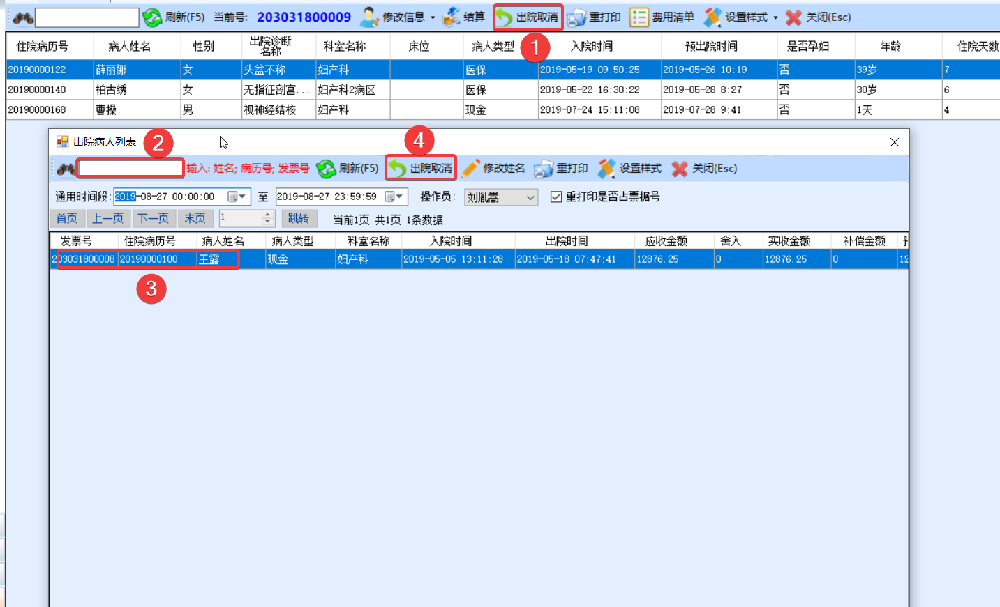 刷新(F5) 当前号: 203031800009 修改信息 结算 出院取消 重打印 费用清单 设置样式 关闭(Esc)
住院病历号 病人姓名 性别 出院诊断名称 科室名称 床位 病人类型 1 入院时间 预出院时间 是否孕妇 年龄 住院天数
20190000122 薛丽娜 女 头盆不称 妇产科 医保 2019-05-19 09:50:25 2019-05-26 10:19 否 39岁 7
20190000140 柏古绣 女 无指征剖宫... 妇产科2病区 医保 2019-05-22 16:30:22 2019-05-28 8:27 否 30岁 6
20190000168 曹操 男 视神经结核 妇产科 现金 2019-07-24 15:11:08 2019-07-28 9:41 否 1天 4
出院病人列表 2 4
输入: 姓名; 病历号; 发票号 刷新(F5) 出院取消 修改姓名 重打印 设置样式 关闭(Esc)
通用时间段: 2019-08-27 00:00:00 至 2019-08-27 23:59:59 操作员: 刘胤嵩 重打印是否占票据号
首页 上一页 下一页 末页 1 跳转 当前1页 共1页 1条数据
发票号 住院病历号 病人姓名 病人类型 科室名称 入院时间 出院时间 应收金额 舍入 实收金额 补偿金额
203031800008 20190000100 王露 现金 妇产科 2019-05-05 13:11:28 2019-05-18 07:47:41 12876.25 0 12876.25 0 12
3